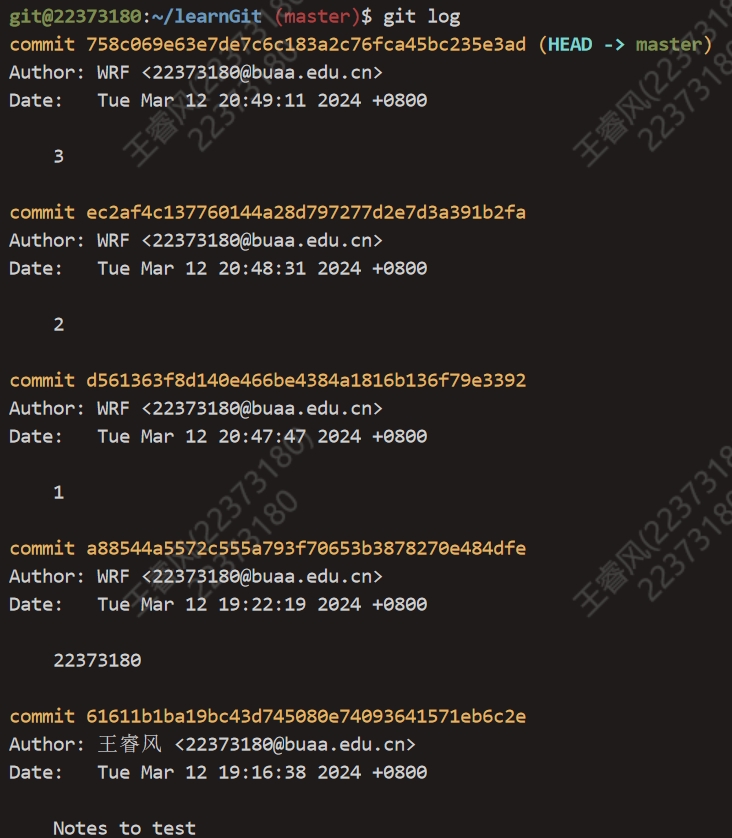 git@22373180:~/learnGit (master)$ git log
commit 758c069e63e7de7c6c183a2c76fca45bc235e3ad (HEAD -> master)
Author: WRF <22373180@buaa.edu.cn>
Date:   Tue Mar 12 20:49:11 2024 +0800
3
commit ec2af4c137760144a28d797277d2e7d3a391b2fa
Author: WRF <22373180@buaa.edu.cn>
Date:   Tue Mar 12 20:48:31 2024 +0800
2
commit d561363f8d140e466be4384a1816b136f79e3392
Author: WRF <22373180@buaa.edu.cn>
Date:   Tue Mar 12 20:47:47 2024 +0800
1
commit a88544a5572c555a793f70653b3878270e484dfe
Author: WRF <22373180@buaa.edu.cn>
Date:   Tue Mar 12 19:22:19 2024 +0800
22373180
commit 61611b1ba19bc43d745080e74093641571eb6c2e
Author: 王睿风 <22373180@buaa.edu.cn>
Date:   Tue Mar 12 19:16:38 2024 +0800
Notes to test
王睿风(22373180)
22373180
王睿风(22373180)
22373180
王睿风(22373180)
22373180
王睿风(22373180)
22373180